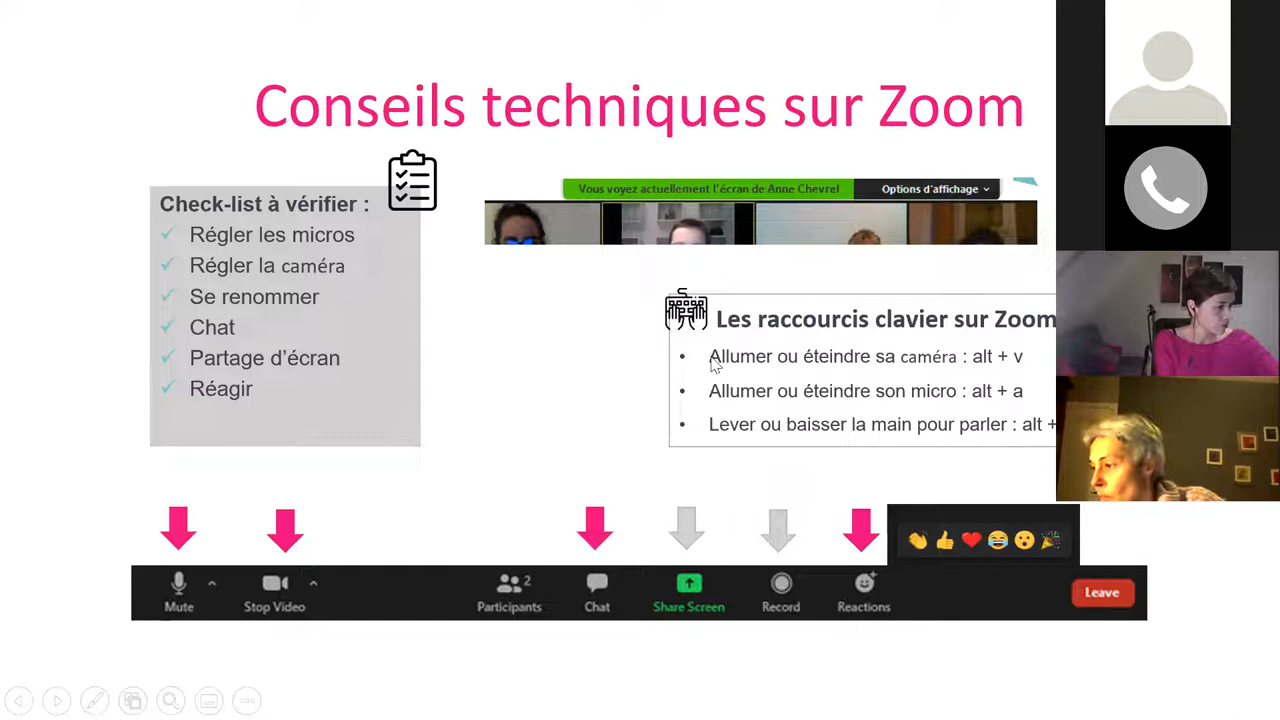 Conseils techniques sur Zoom
Check-list à vérifier :
Régler les micros
Régler la caméra
Se renommer
Chat
Partage d'écran
Réagir
Vous voyez actuellement l'écran de Anne Chevrel
Options d'affichage
Les raccourcis clavier sur Zoom
• Allumer ou éteindre sa caméra : alt + v
• Allumer ou éteindre son micro : alt + a
• Lever ou baisser la main pour parler : alt +
Mute
Stop Video
2
Participants
Chat
Share Screen
Record
Reactions
Leave